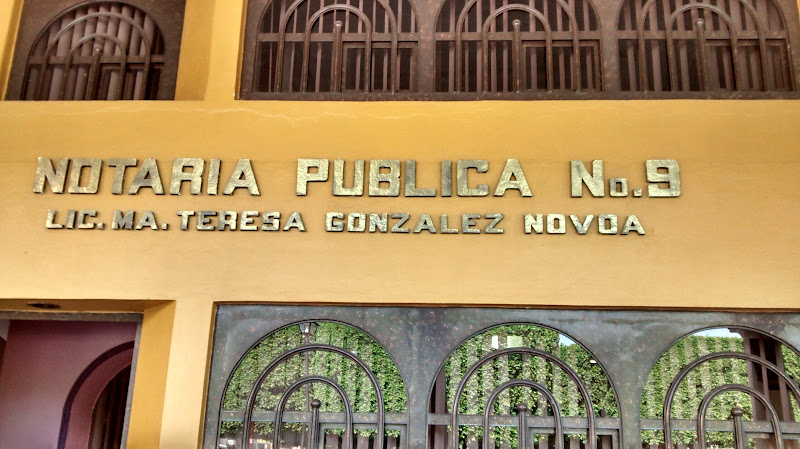 NOTARIA PUBLICA No.9
LIC. MA. TERESA GONZALEZ NOVOA